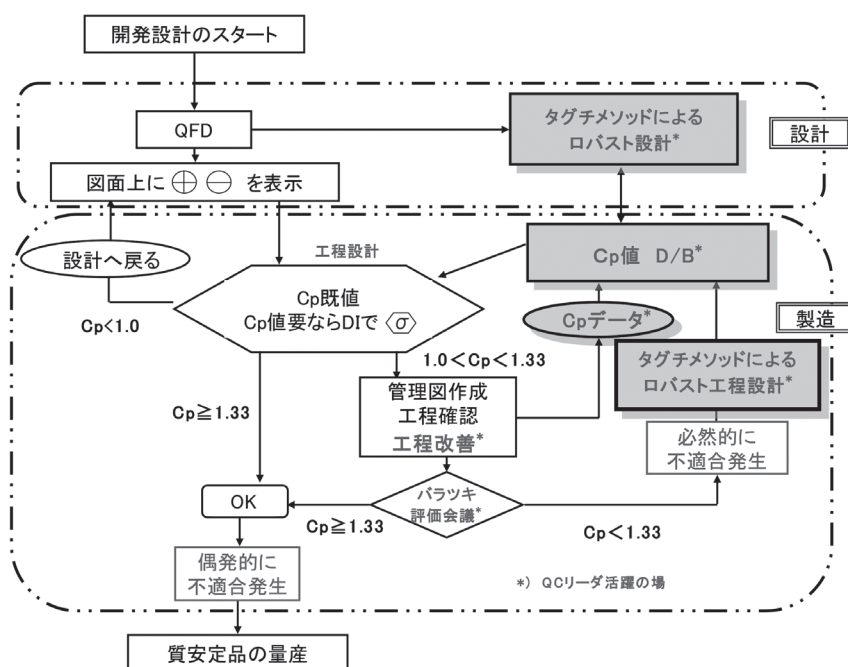 開発設計のスタート
QFD
タグチメソッドによる
ロバスト設計*
設計
図面上に ⊕ ⊖ を表示
工程設計
設計へ戻る
Cp値 D/B*
Cp既値
Cp値要ならDIで 〈σ〉
Cp<1.0
Cpデータ*
製造
1.0<Cp<1.33
タグチメソッドによる
ロバスト工程設計*
管理図作成
工程確認
工程改善*
Cp≧1.33
必然的に
不適合発生
バラツキ
評価会議*
OK
Cp≧1.33
Cp<1.33
偶発的に
不適合発生
*) QCリーダ活躍の場
質安定品の量産